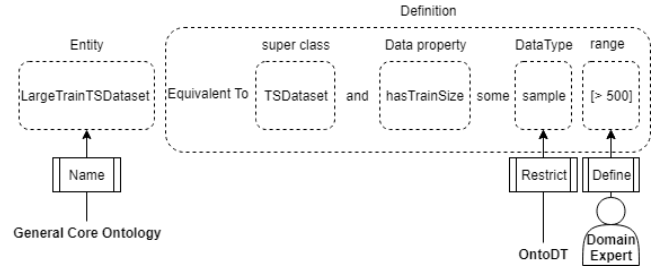 Definition
Entity
super class
Data property
DataType
range
LargeTrainTSDataset
Equivalent To
TSDataset
and
hasTrainSize
some
sample
[> 500]
Name
Restrict
Define
General Core Ontology
OntoDT
Domain
Expert